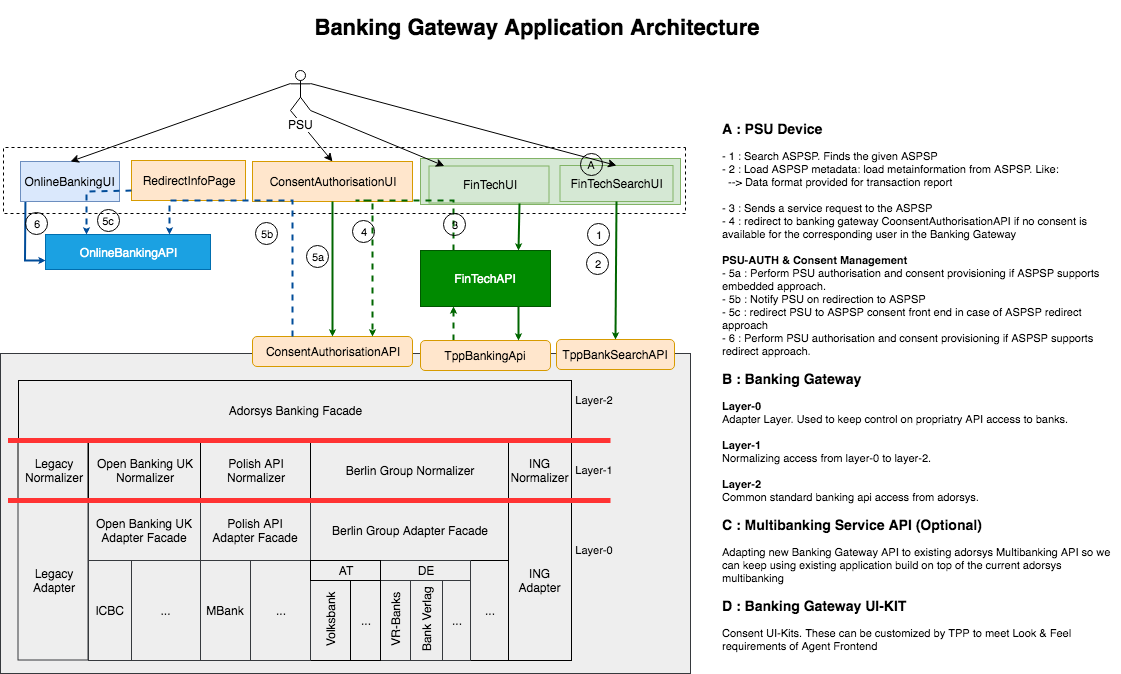 Banking Gateway Application Architecture
PSU
OnlineBankingUI
RedirectInfoPage
ConsentAuthorisationUI
FinTechUI
A
FinTechSearchUI
6
5c
5b
5a
4
3
1
2
OnlineBankingAPI
FinTechAPI
ConsentAuthorisationAPI
TppBankingApi
TppBankSearchAPI
Adorsys Banking Facade
Layer-2
Legacy
Normalizer
Open Banking UK
Normalizer
Polish API
Normalizer
Berlin Group Normalizer
ING
Normalizer
Layer-1
Open Banking UK
Adapter Facade
Polish API
Adapter Facade
Berlin Group Adapter Facade
Layer-0
Legacy
Adapter
ING
Adapter
AT
DE
ICBC
...
MBank
...
Volksbank
...
VR-Banks
Bank Verlag
...
...
A : PSU Device
- 1 : Search ASPSP. Finds the given ASPSP
- 2 : Load ASPSP metadata: load metainformation from ASPSP. Like:
--> Data format provided for transaction report
- 3 : Sends a service request to the ASPSP
- 4 : redirect to banking gateway CoonsentAuthorisationAPI if no consent is
available for the corresponding user in the Banking Gateway
PSU-AUTH & Consent Management
- 5a : Perform PSU authorisation and consent provisioning if ASPSP supports
embedded approach.
- 5b : Notify PSU on redirection to ASPSP
- 5c : redirect PSU to ASPSP consent front end in case of ASPSP redirect
approach
- 6 : Perform PSU authorisation and consent provisioning if ASPSP supports
redirect approach.
B : Banking Gateway
Layer-0
Adapter Layer. Used to keep control on propriatry API access to banks.
Layer-1
Normalizing access from layer-0 to layer-2.
Layer-2
Common standard banking api access from adorsys.
C : Multibanking Service API (Optional)
Adapting new Banking Gateway API to existing adorsys Multibanking API so we
can keep using existing application build on top of the current adorsys
multibanking
D : Banking Gateway UI-KIT
Consent UI-Kits. These can be customized by TPP to meet Look & Feel
requirements of Agent Frontend